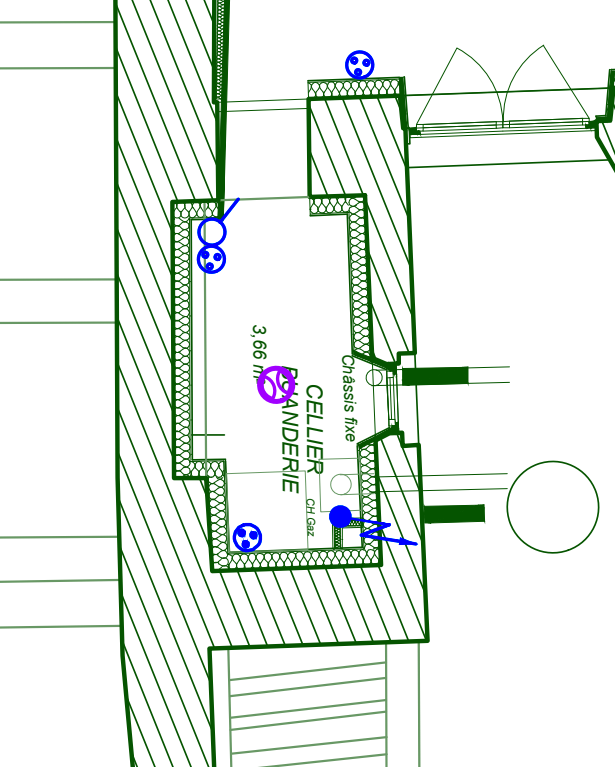 CELLIER
BUANDERIE
3,66 m²
Châssis fixe
CH Gaz